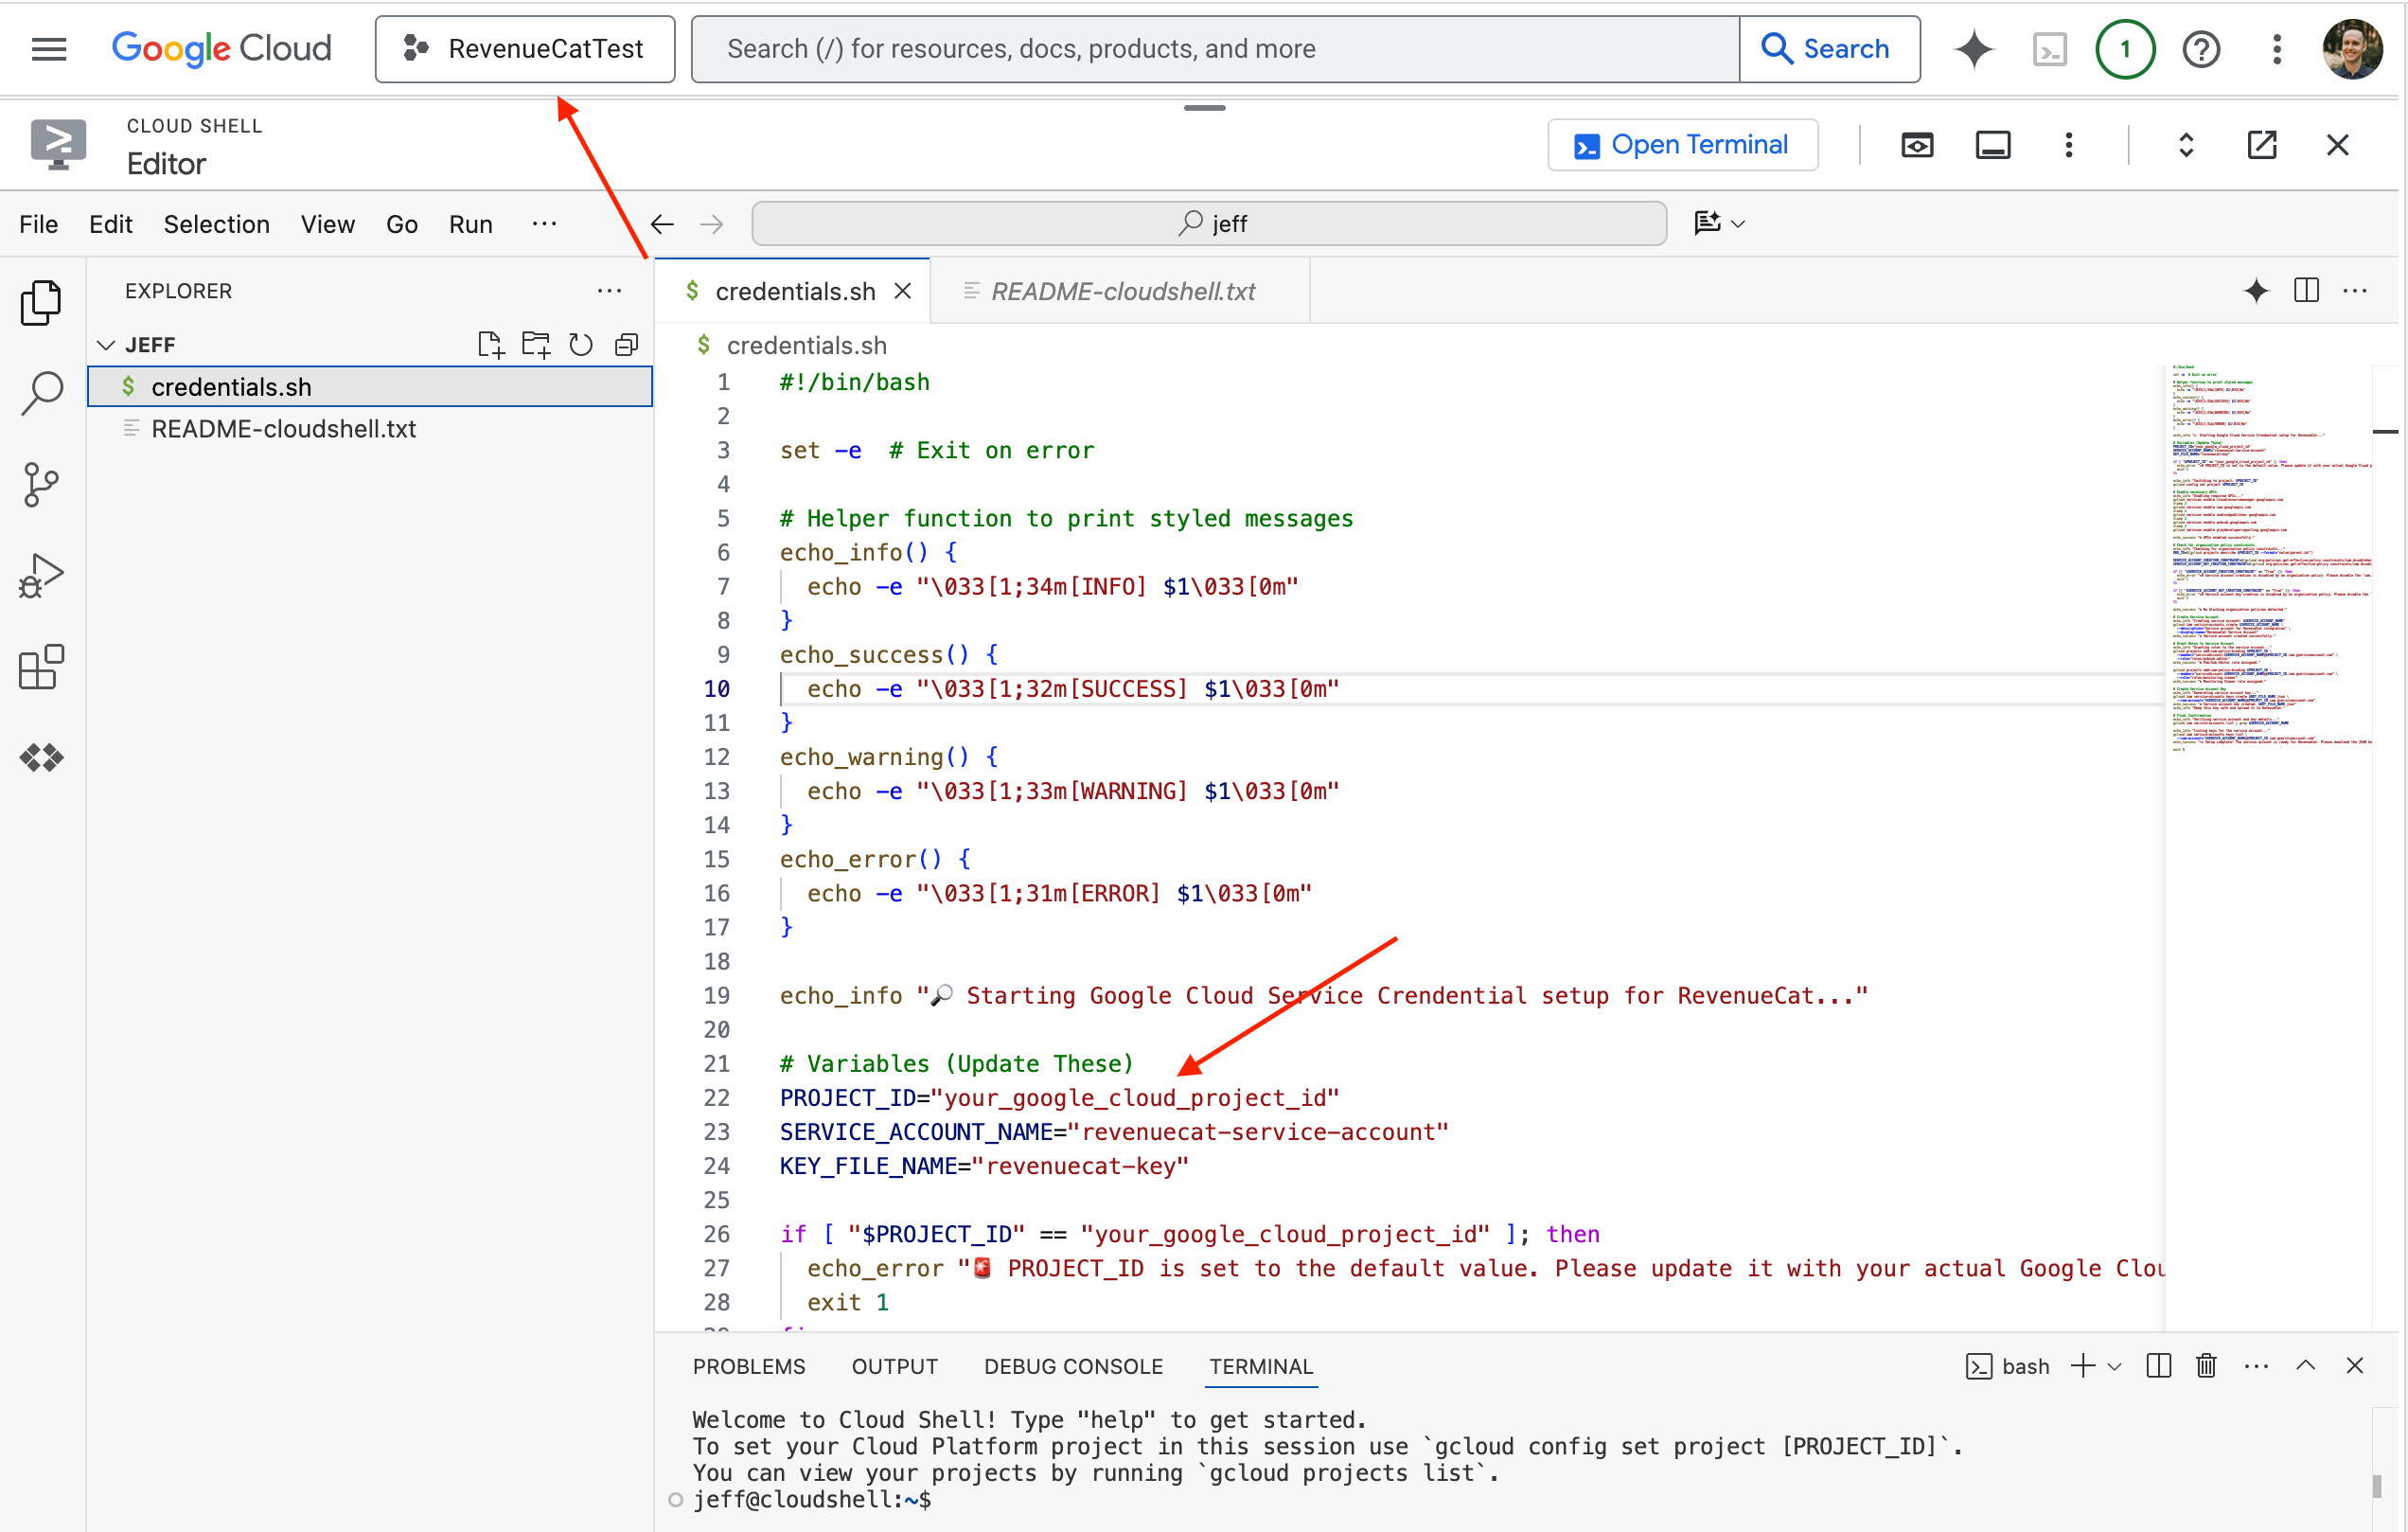 Google Cloud
RevenueCatTest
Search (/) for resources, docs, products, and more
Search
1
CLOUD SHELL
Editor
Open Terminal
File Edit Selection View Go Run ···
jeff
EXPLORER
JEFF
$ credentials.sh
README-cloudshell.txt
$ credentials.sh
README-cloudshell.txt
$ credentials.sh
1 #!/bin/bash
2
3 set -e  # Exit on error
4
5 # Helper function to print styled messages
6 echo_info() {
7   echo -e "\033[1;34m[INFO] $1\033[0m"
8 }
9 echo_success() {
10   echo -e "\033[1;32m[SUCCESS] $1\033[0m"
11 }
12 echo_warning() {
13   echo -e "\033[1;33m[WARNING] $1\033[0m"
14 }
15 echo_error() {
16   echo -e "\033[1;31m[ERROR] $1\033[0m"
17 }
18
19 echo_info "🔎 Starting Google Cloud Service Crendential setup for RevenueCat..."
20
21 # Variables (Update These)
22 PROJECT_ID="your_google_cloud_project_id"
23 SERVICE_ACCOUNT_NAME="revenuecat-service-account"
24 KEY_FILE_NAME="revenuecat-key"
25
26 if [ "$PROJECT_ID" == "your_google_cloud_project_id" ]; then
27   echo_error "🚨 PROJECT_ID is set to the default value. Please update it with your actual Google Clou
28   exit 1
PROBLEMS OUTPUT DEBUG CONSOLE TERMINAL
bash
Welcome to Cloud Shell! Type "help" to get started.
To set your Cloud Platform project in this session use `gcloud config set project [PROJECT_ID]`.
You can view your projects by running `gcloud projects list`.
jeff@cloudshell:~$